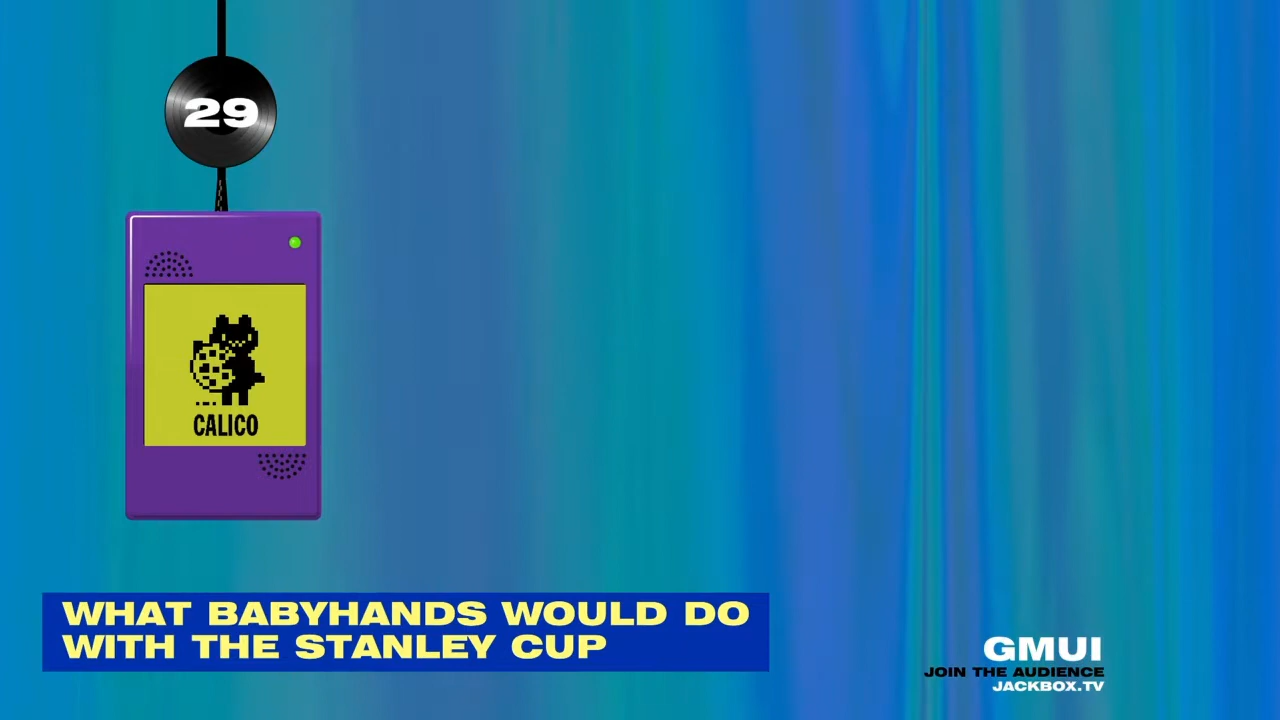 29
CALICO
WHAT BABYHANDS WOULD DO
WITH THE STANLEY CUP
GMUI
JOIN THE AUDIENCE
JACKBOX.TV